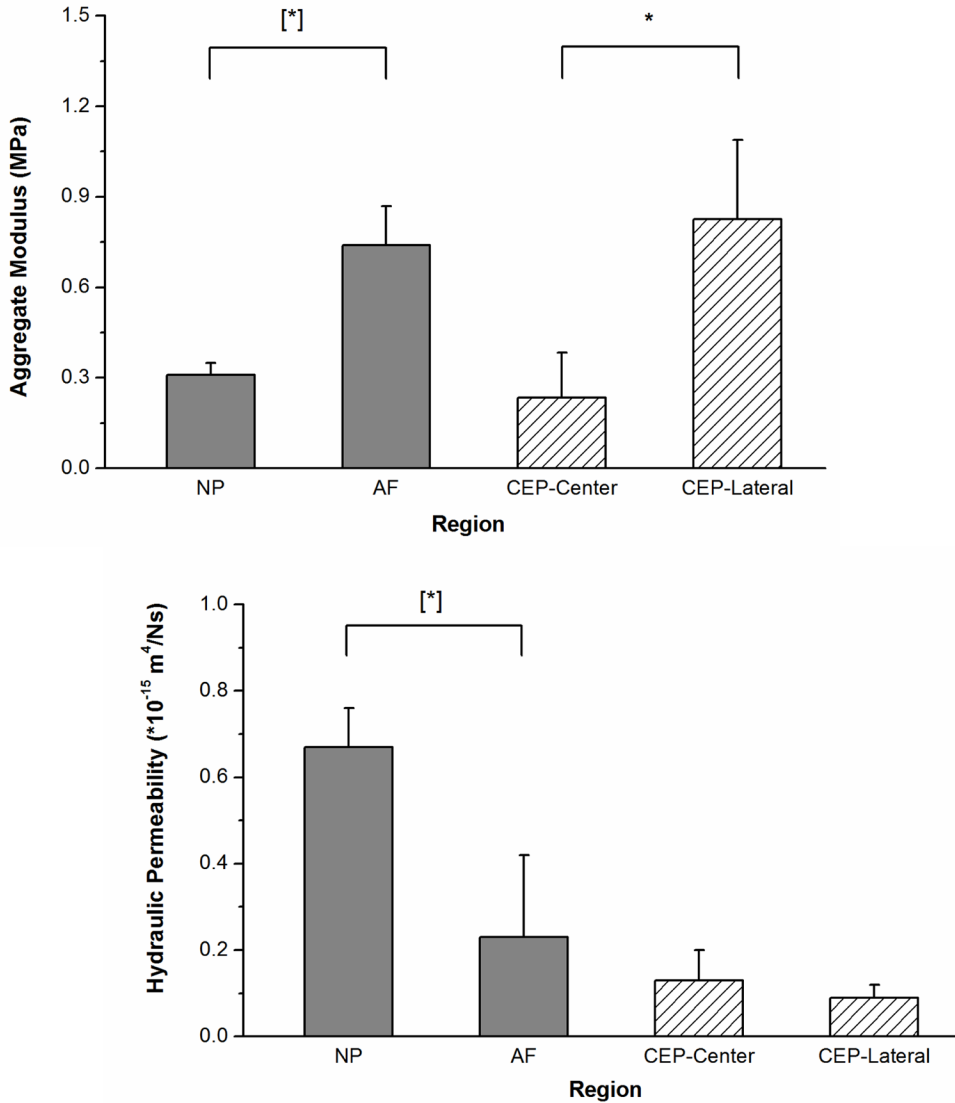 [*]
*
1.5
1.2
0.9
0.6
0.3
0.0
Aggregate Modulus (MPa)
NP AF CEP-Center CEP-Lateral
Region
[*]
1.0
0.8
0.6
0.4
0.2
0.0
Hydraulic Permeability (*10⁻¹⁵ m⁴/Ns)
NP AF CEP-Center CEP-Lateral
Region